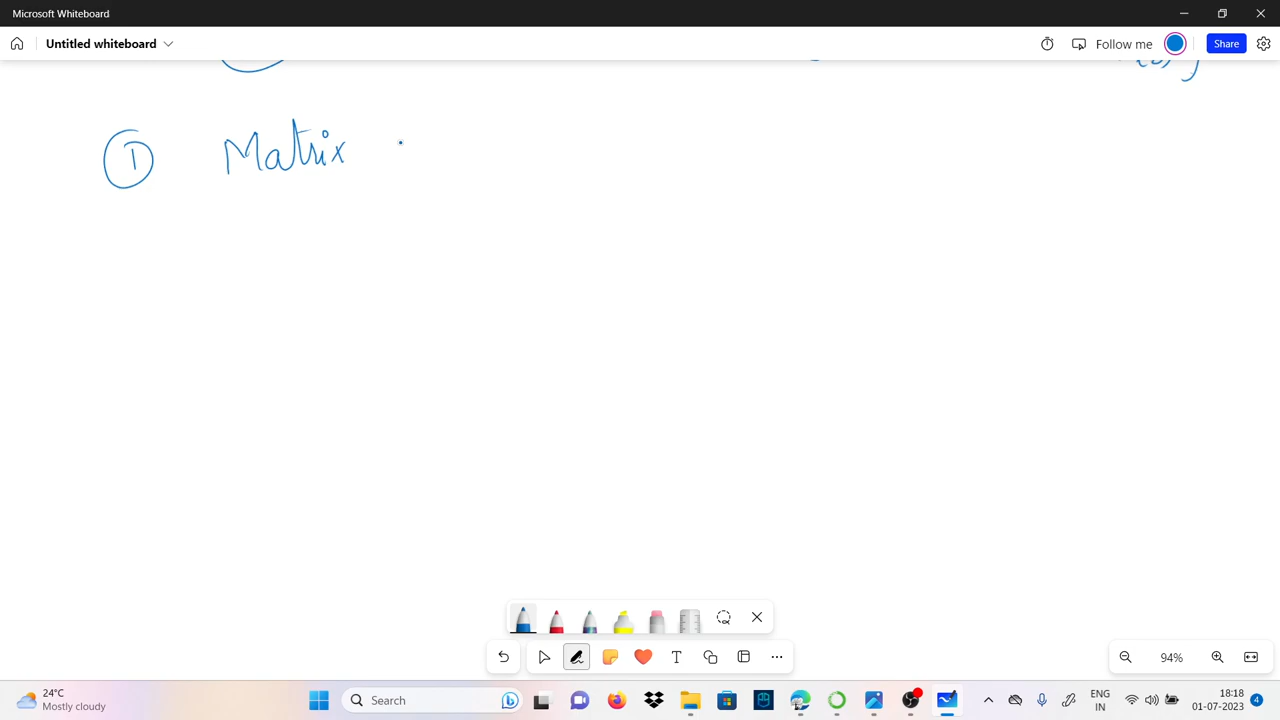 Microsoft Whiteboard
Untitled whiteboard
Follow me
Share
① Matrix
94%
24°C
Mostly cloudy
Search
ENG
IN
18:18
01-07-2023
4